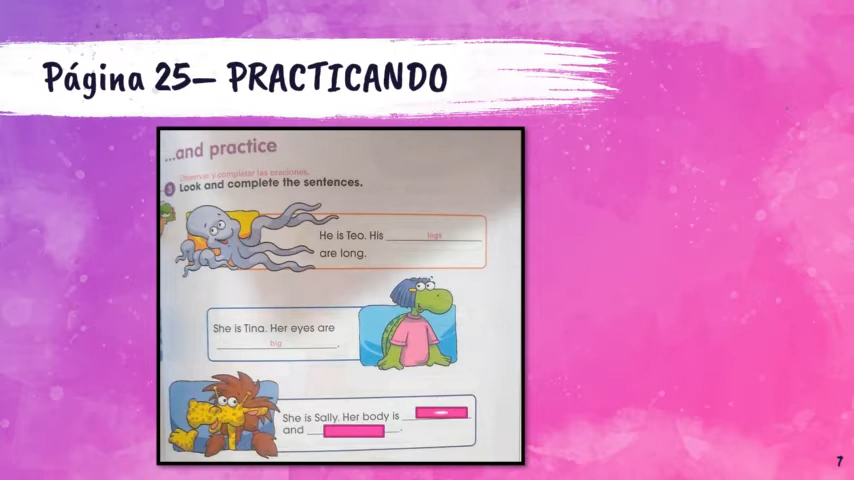 Página 25— PRACTICANDO
...and practice
Observar y completar las oraciones.
3 Look and complete the sentences.
He is Teo. His legs
are long.
She is Tina. Her eyes are
big.
She is Sally. Her body is
and .
7